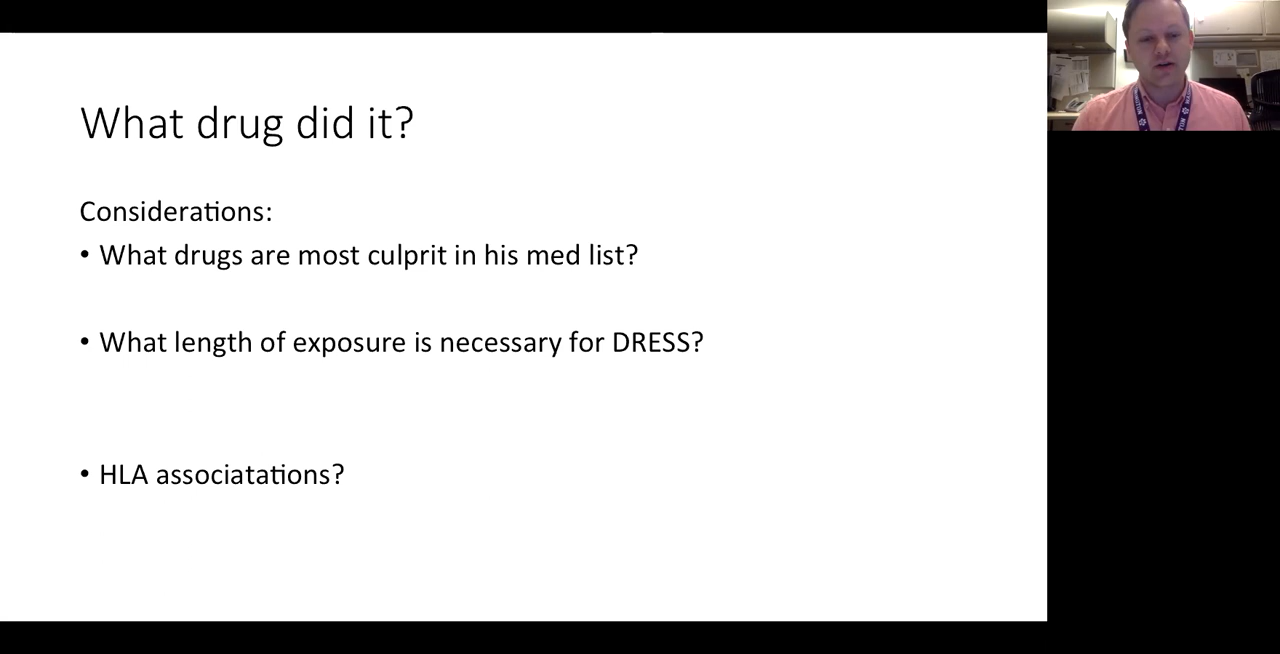 What drug did it?
Considerations:
• What drugs are most culprit in his med list?
• What length of exposure is necessary for DRESS?
• HLA associatations?